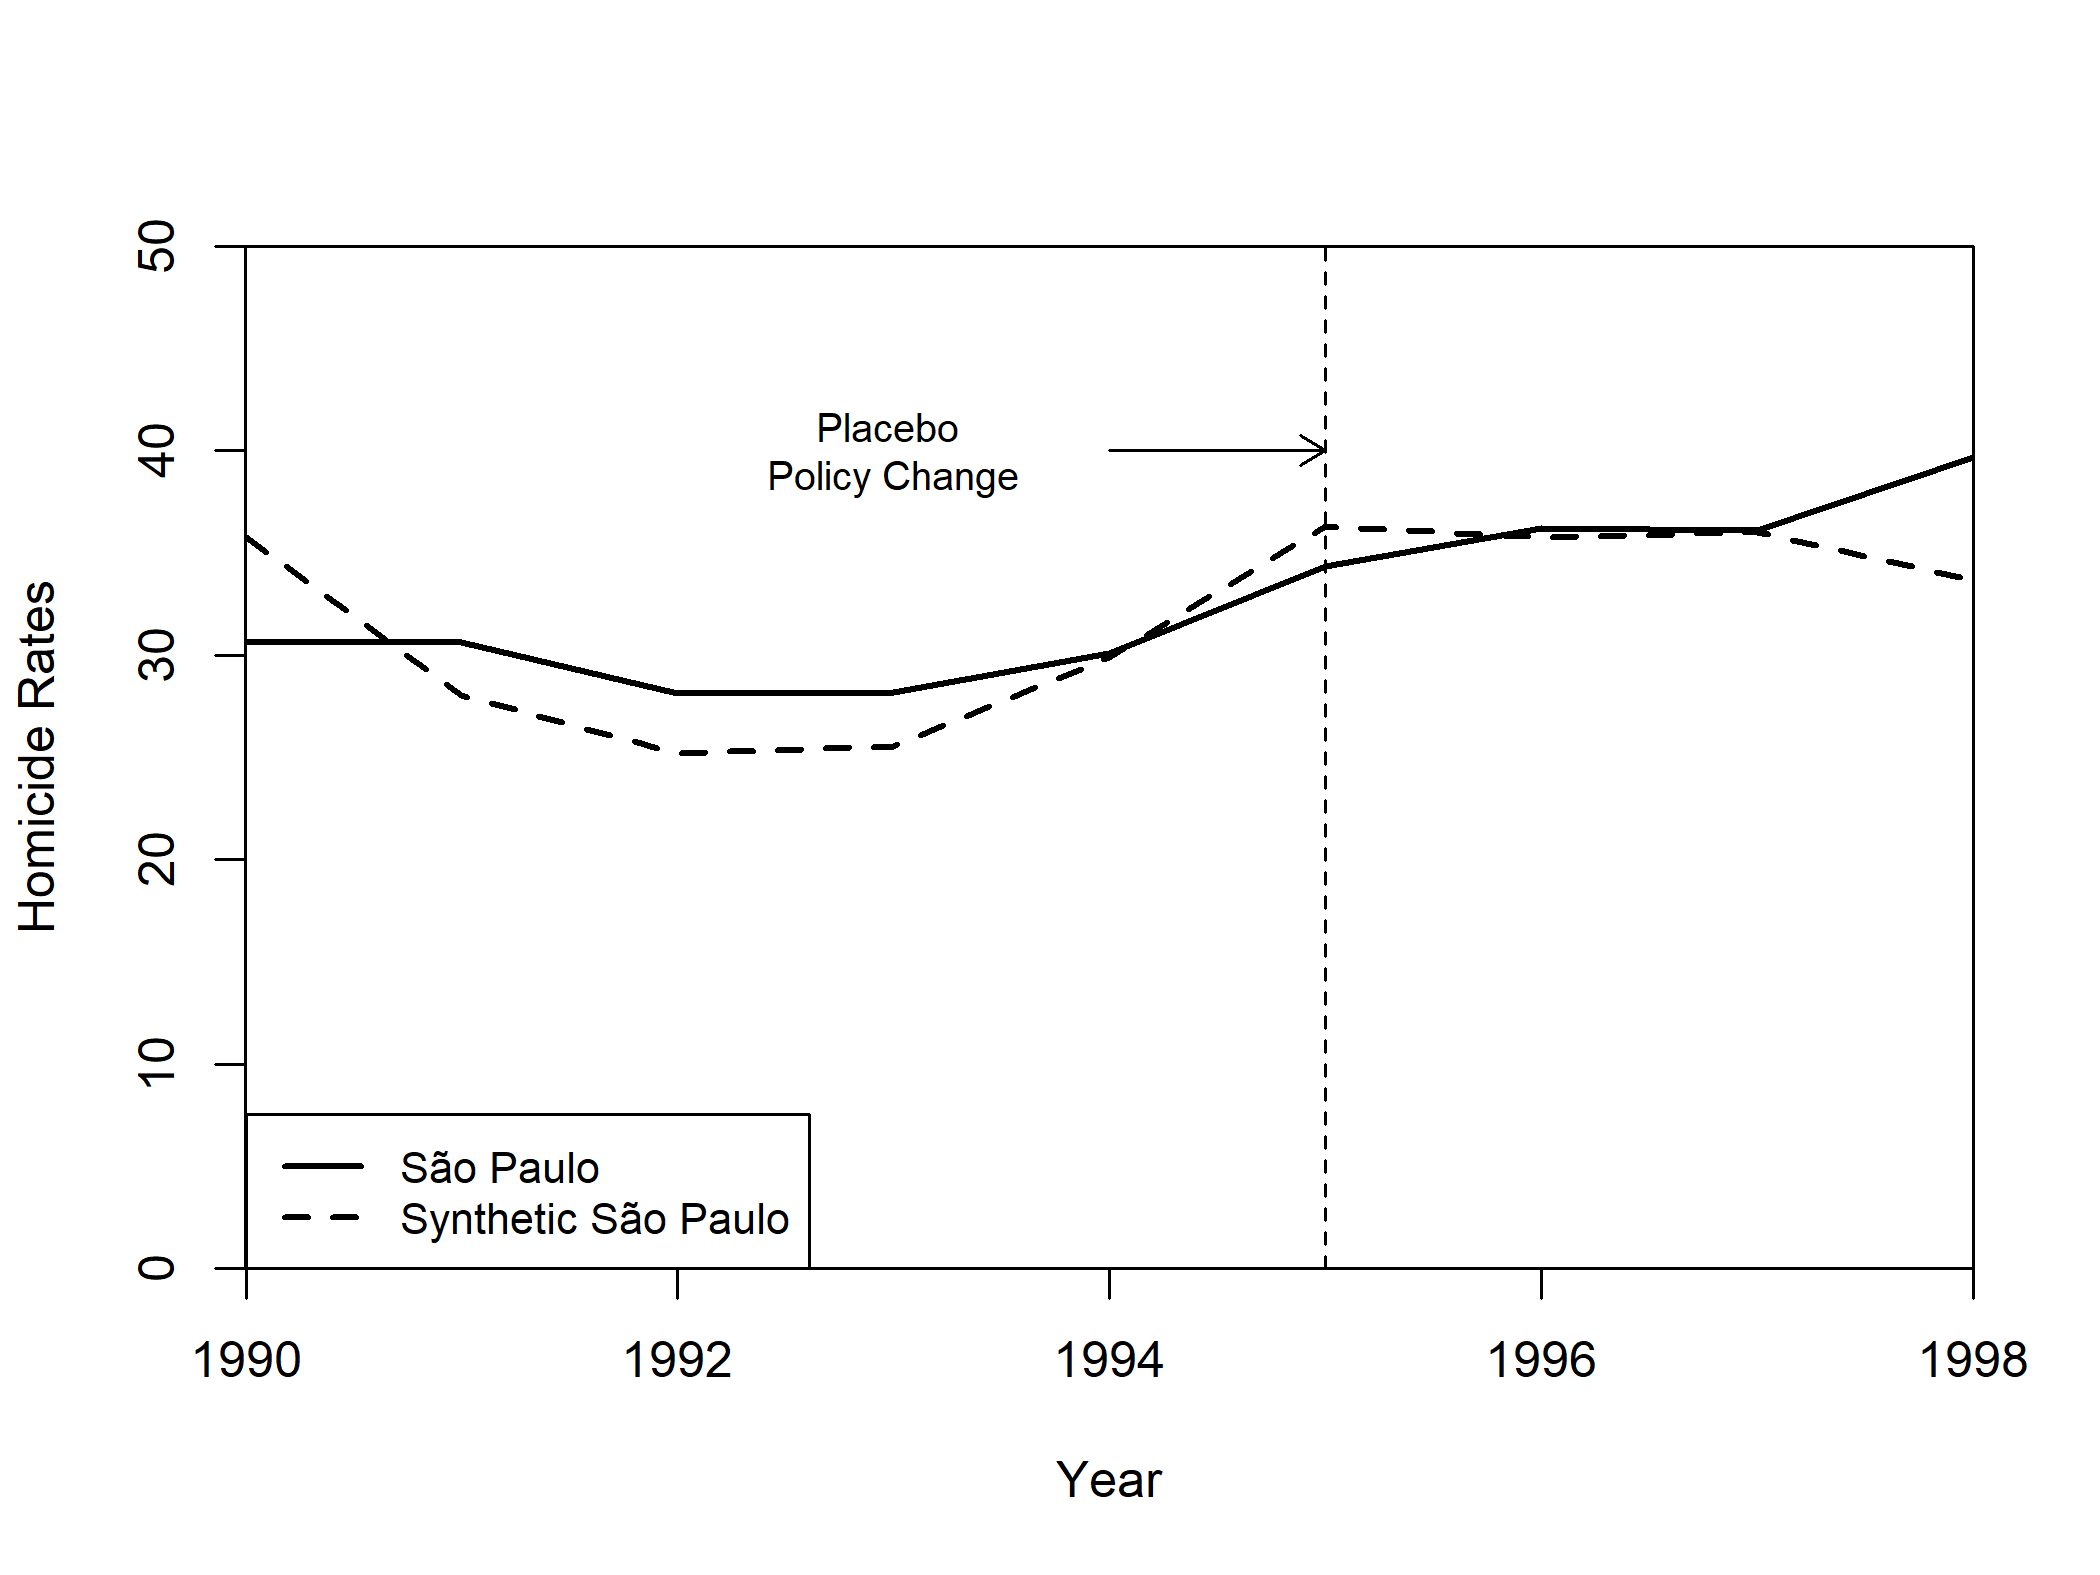 50
40
30
20
10
0
Homicide Rates
Placebo
Policy Change
São Paulo
Synthetic São Paulo
1990 1992 1994 1996 1998
Year